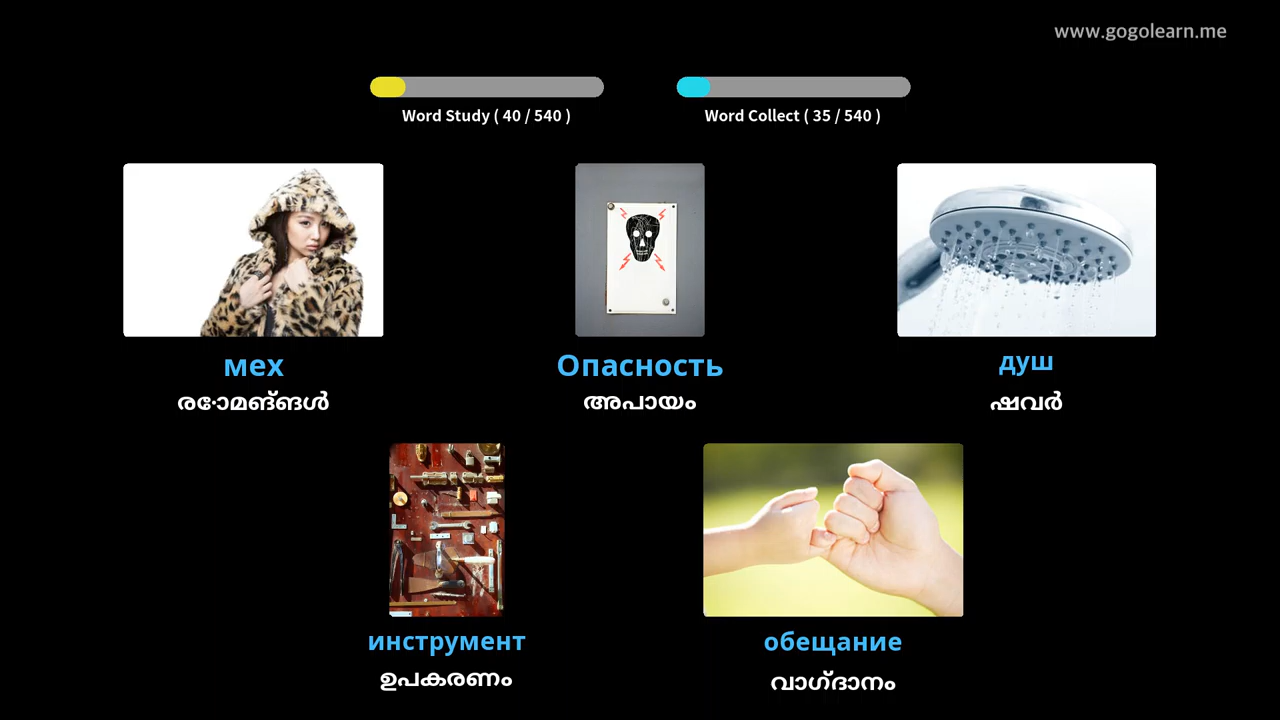 www.gogolearn.me
Word Study ( 40 / 540 )
Word Collect ( 35 / 540 )
мех
രോമങ്ങൾ
Опасность
അപായം
душ
ഷവർ
инструмент
ഉപകരണം
обещание
വാഗ്ദാനം